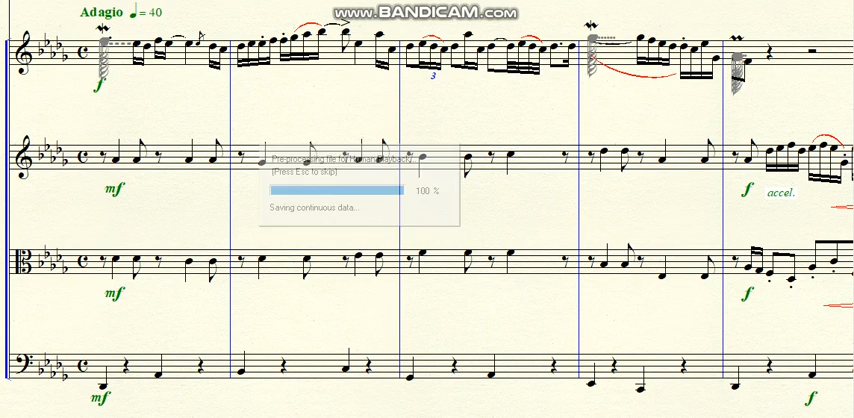 www.BANDICAM.com
Adagio ♩= 40
f
3
mf
Pre-processing file for Human Playback...
(Press Esc to skip)
100 %
Saving continuous data...
f
accel.
mf
f
mf
f